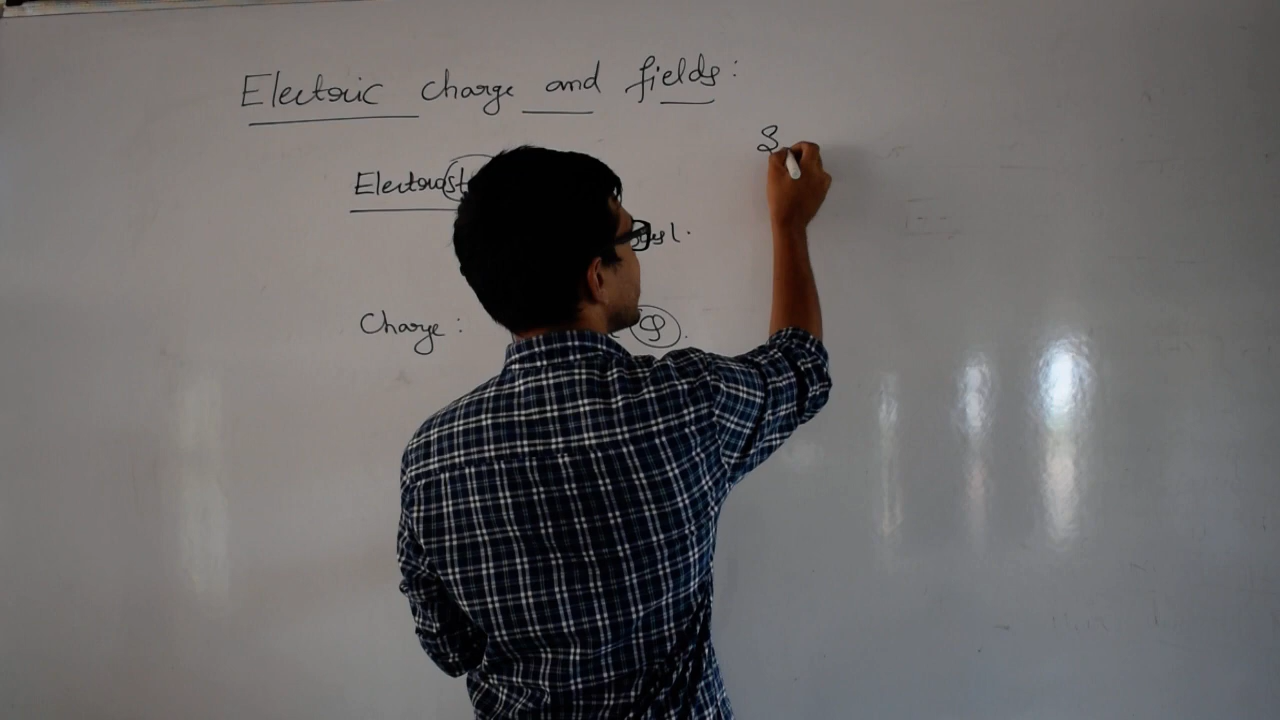 Electric charge and fields:
S
Electrost
Charge : φ.